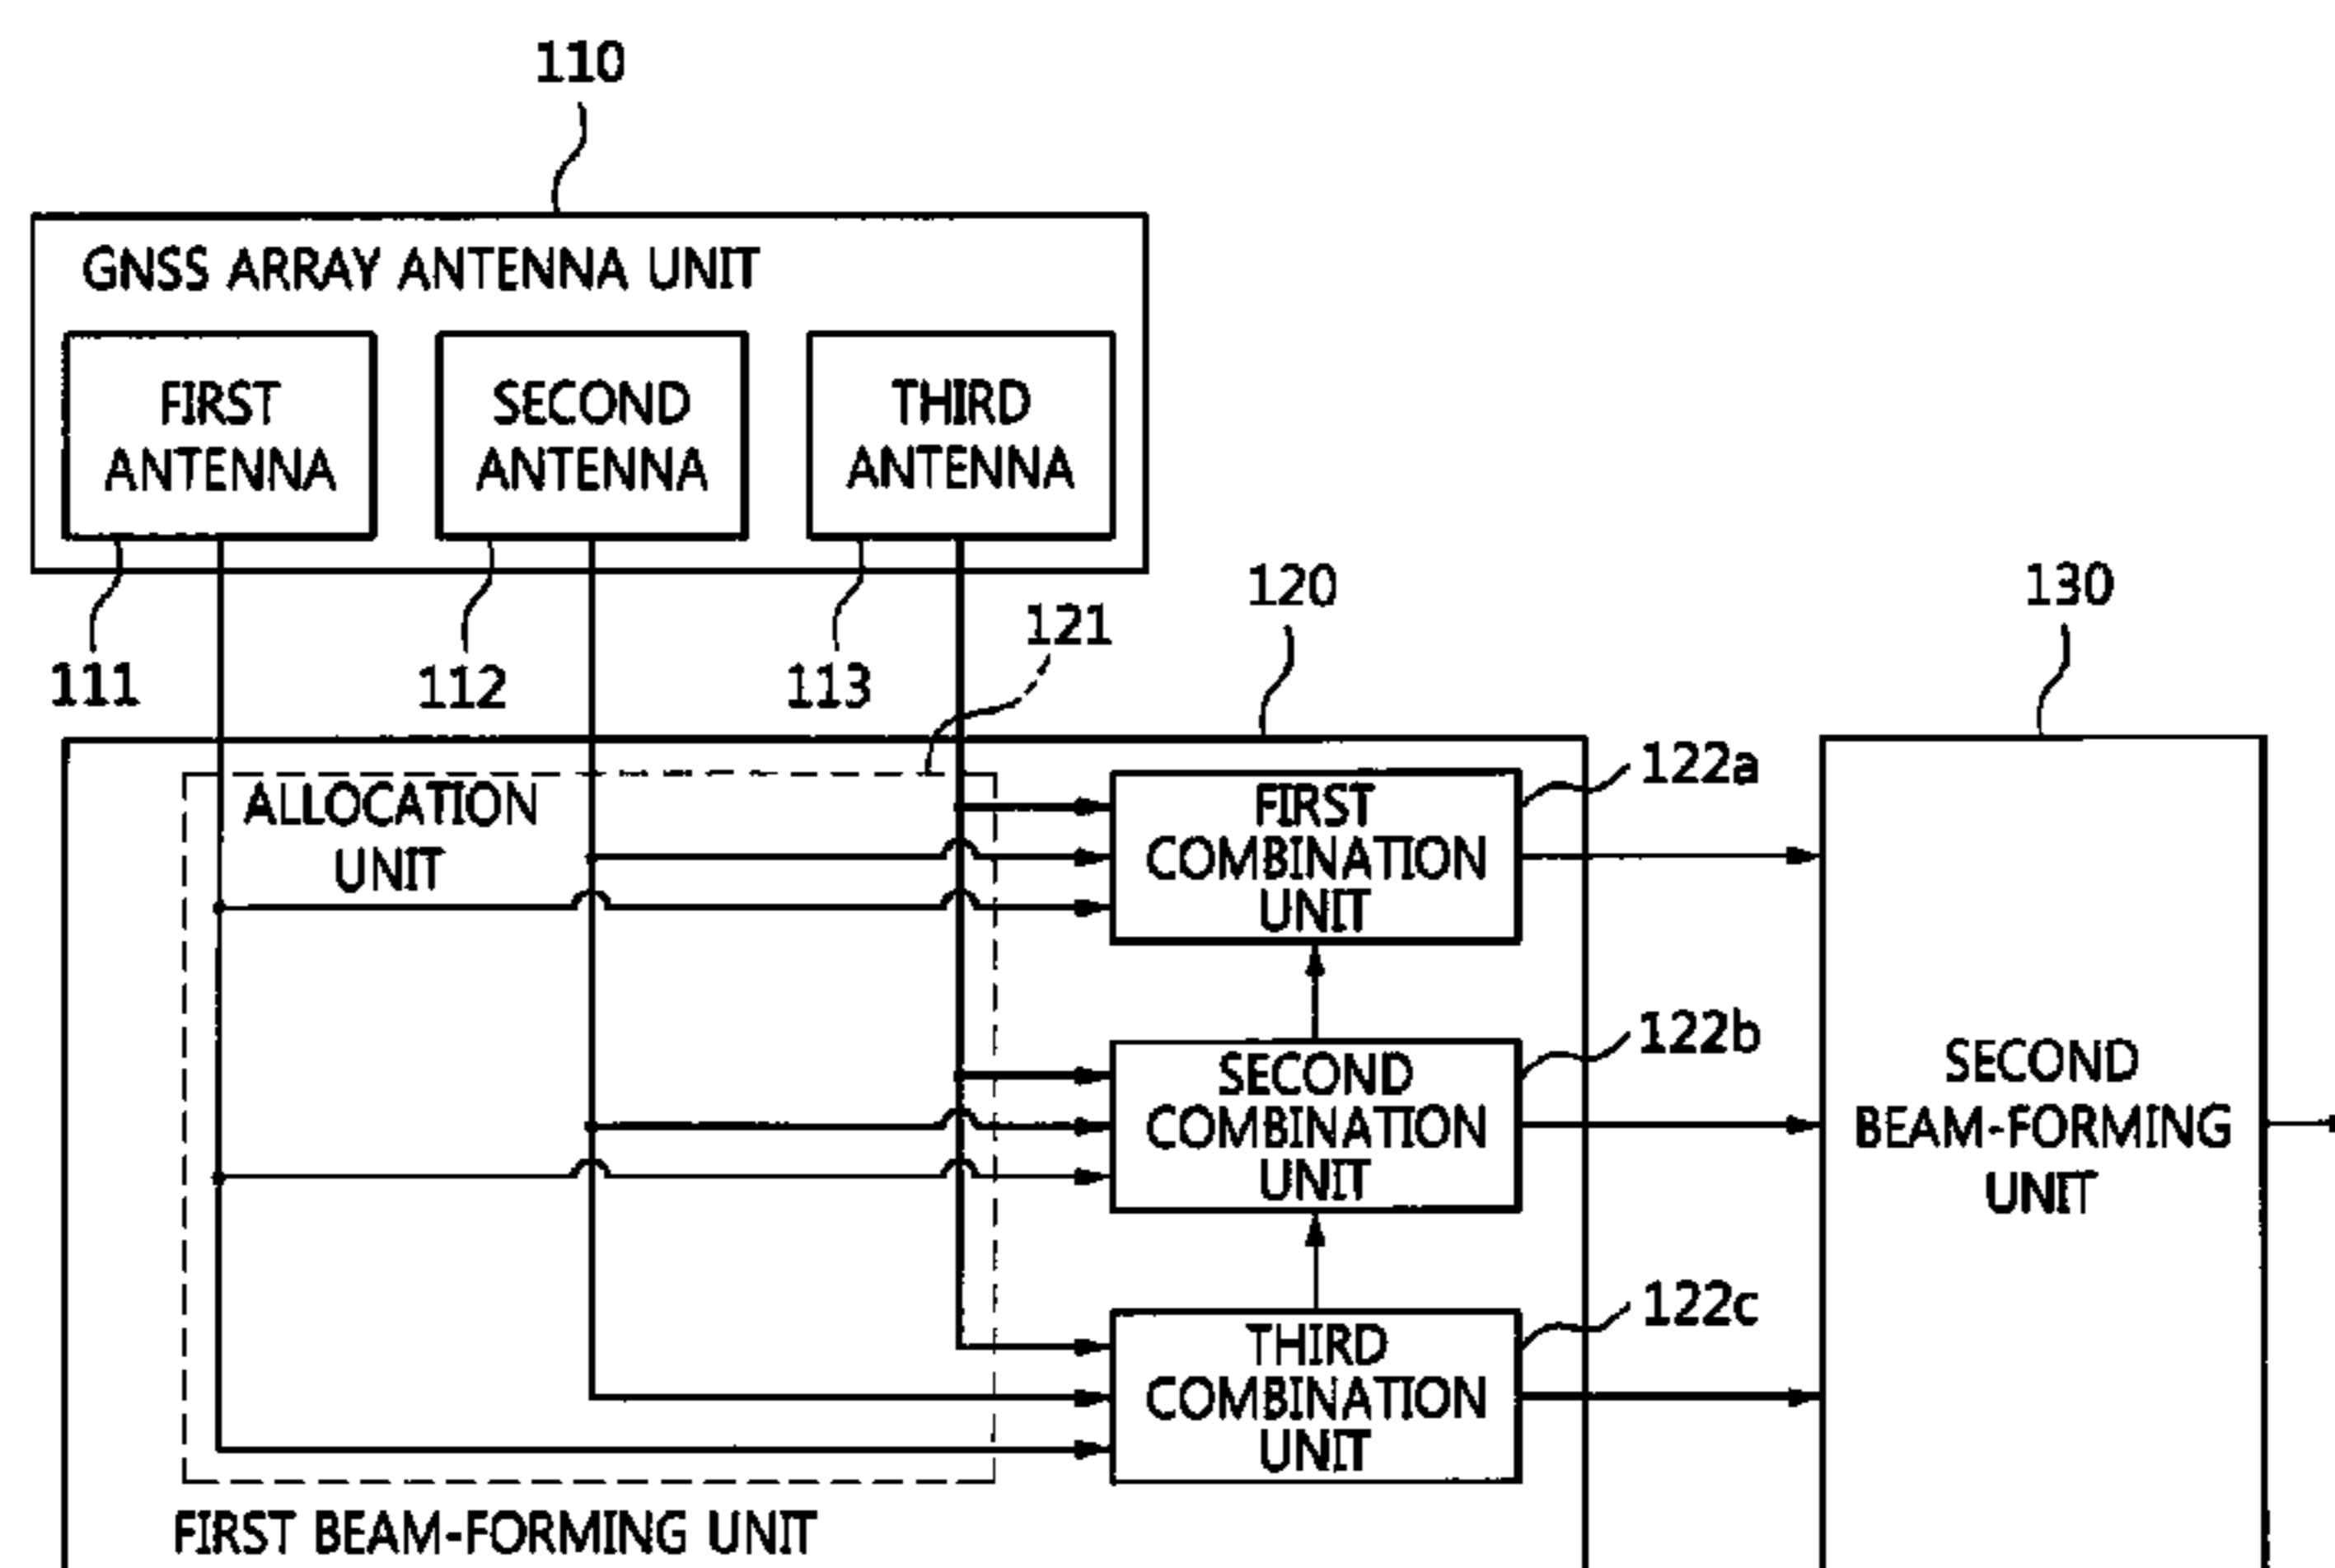 110
GNSS ARRAY ANTENNA UNIT
FIRST
ANTENNA
SECOND
ANTENNA
THIRD
ANTENNA
111
112
113
121
120
130
ALLOCATION
UNIT
FIRST
COMBINATION
UNIT
122a
SECOND
COMBINATION
UNIT
122b
THIRD
COMBINATION
UNIT
122c
SECOND
BEAM-FORMING
UNIT
FIRST BEAM-FORMING UNIT